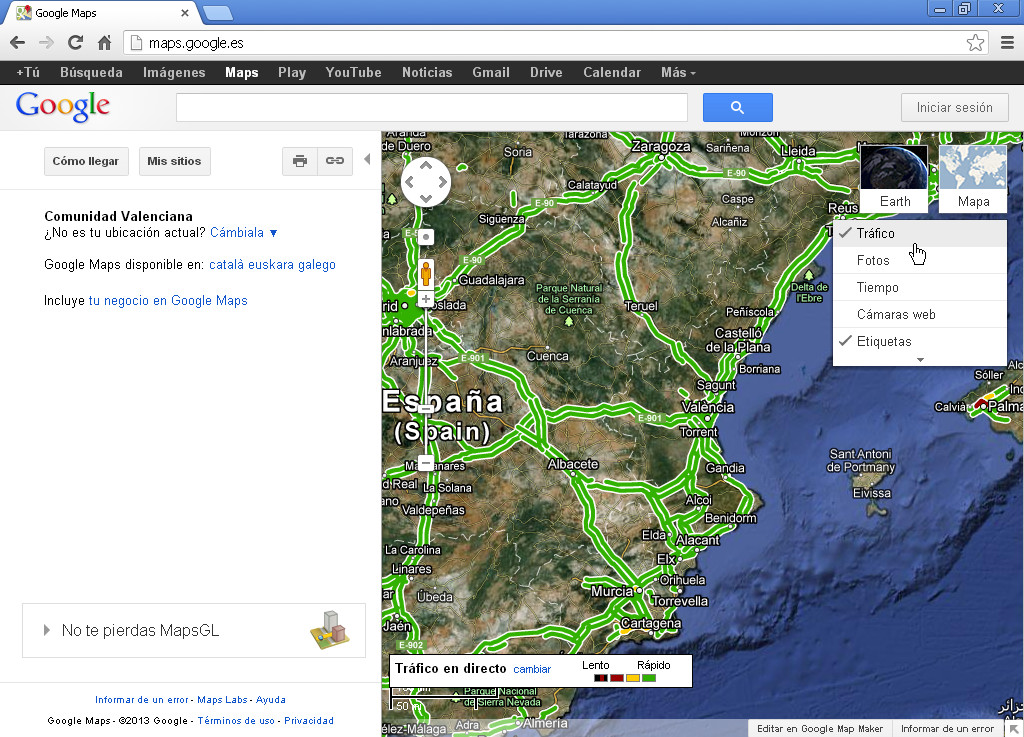 Google Maps
maps.google.es
+Tú Búsqueda Imágenes Maps Play YouTube Noticias Gmail Drive Calendar Más
Google
Iniciar sesión
Cómo llegar Mis sitios
Comunidad Valenciana
¿No es tu ubicación actual? Cámbiala ▼
Google Maps disponible en: català euskara galego
Incluye tu negocio en Google Maps
No te pierdas MapsGL
Informar de un error - Maps Labs - Ayuda
Google Maps - ©2013 Google - Términos de uso - Privacidad
Aranda
de Duero
Soria
Tarazona
Zaragoza
Sariñena
Monzón
Lleida
E-90
Calatayud
E-90
Caspe
Reus
Alcañiz
Sigüenza
E-90
Guadalajara
Earth
Mapa
Tráfico
Fotos
Tiempo
Cámaras web
Etiquetas
Parque Natural
de la Serranía
de Cuenca
Teruel
Delta de
l'Ebre
Peñíscola
Castelló
de la Plana
Borriana
Aranjuez
E-901
Cuenca
Sagunt
València
E-901
Torrent
España
(Spain)
Sóller
Calvià
Palma
Albacete
Gandia
Sant Antoni
de Portmany
Eivissa
La Solana
Valdepeñas
Alcoi
Benidorm
Elda
Alacant
Elx
La Carolina
Linares
Orihuela
Murcia
Torrevella
Úbeda
Jaén
Cartagena
E-902
Tráfico en directo cambiar
Lento Rápido
50 mi
Parque Nacional
de Sierra Nevada
Vélez-Málaga
Adra
Almería
Editar en Google Map Maker Informar de un error